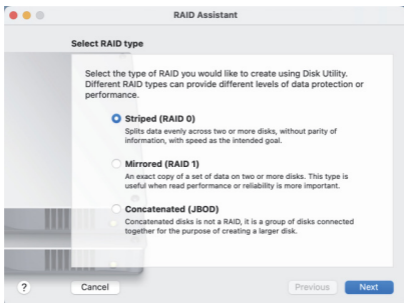 RAID Assistant
Select RAID type
Select the type of RAID you would like to create using Disk Utility.
Different RAID types can provide different levels of data protection or
performance.
Striped (RAID 0)
Splits data evenly across two or more disks, without parity of
information, with speed as the intended goal.
Mirrored (RAID 1)
An exact copy of a set of data on two or more disks. This type is
useful when read performance or reliability is more important.
Concatenated (JBOD)
Concatenated disks is not a RAID, it is a group of disks connected
together for the purpose of creating a larger disk.
? Cancel Previous Next